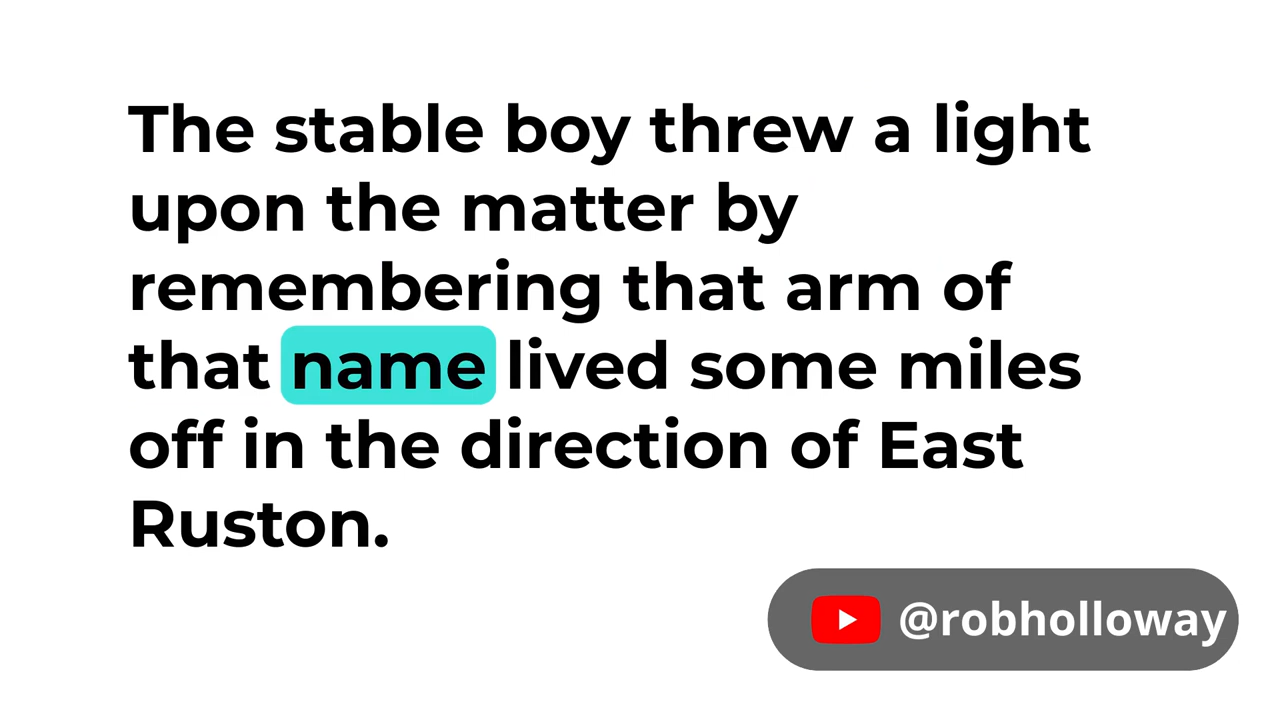 The stable boy threw a light
upon the matter by
remembering that arm of
that name lived some miles
off in the direction of East
Ruston.
@robholloway